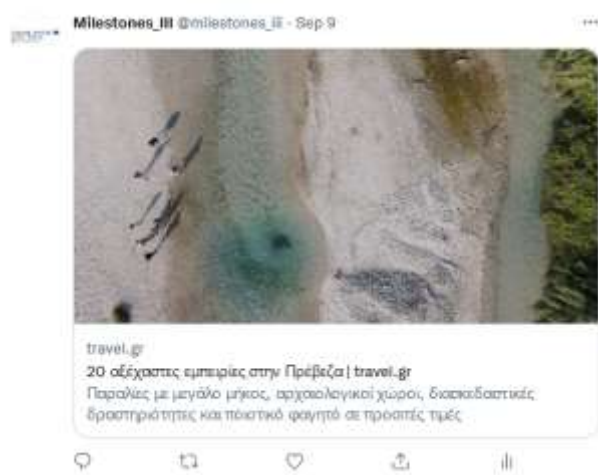 Milestones_III @milestones_iii · Sep 9
travel.gr
20 αξέχαστες εμπειρίες στην Πρέβεζα | travel.gr
Παραλίες με μεγάλο μήκος, αρχαιολογικοί χώροι, διασκεδαστικές
δραστηριότητες και ποιοτικό φαγητό σε προσιτές τιμές